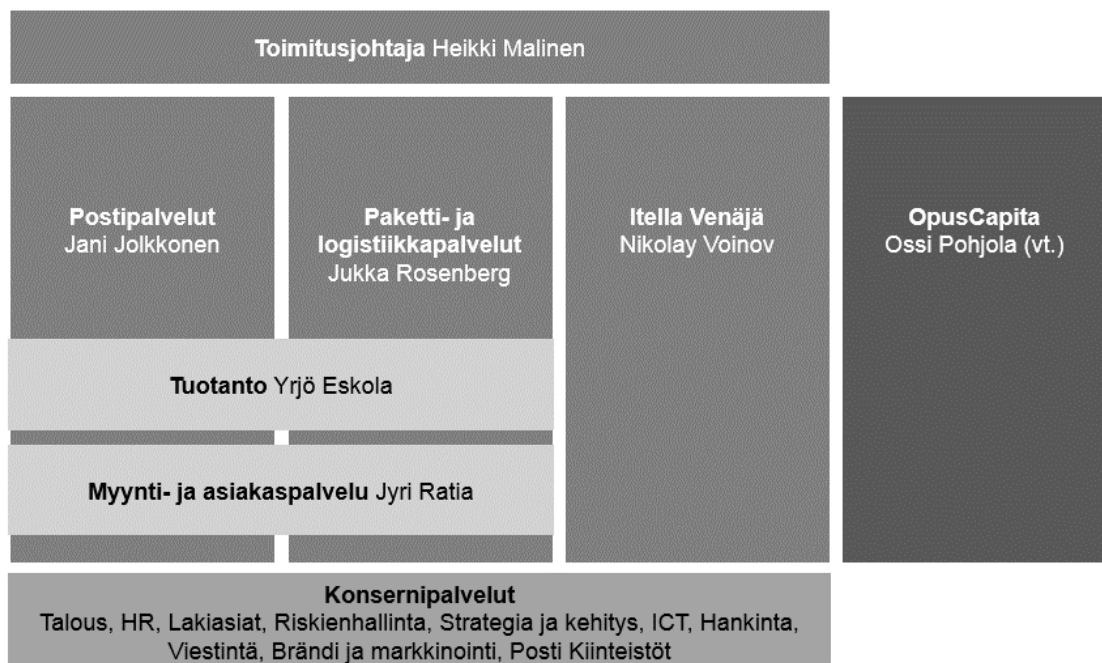 Toimitusjohtaja Heikki Malinen
Postipalvelut
Jani Jolkkonen
Paketti- ja
logistiikkapalvelut
Jukka Rosenberg
Itella Venäjä
Nikolay Voinov
OpusCapita
Ossi Pohjola (vt.)
Tuotanto Yrjö Eskola
Myynti- ja asiakaspalvelu Jyri Ratia
Konsernipalvelut
Talous, HR, Lakiasiat, Riskienhallinta, Strategia ja kehitys, ICT, Hankinta,
Viestintä, Brändi ja markkinointi, Posti Kiinteistöt